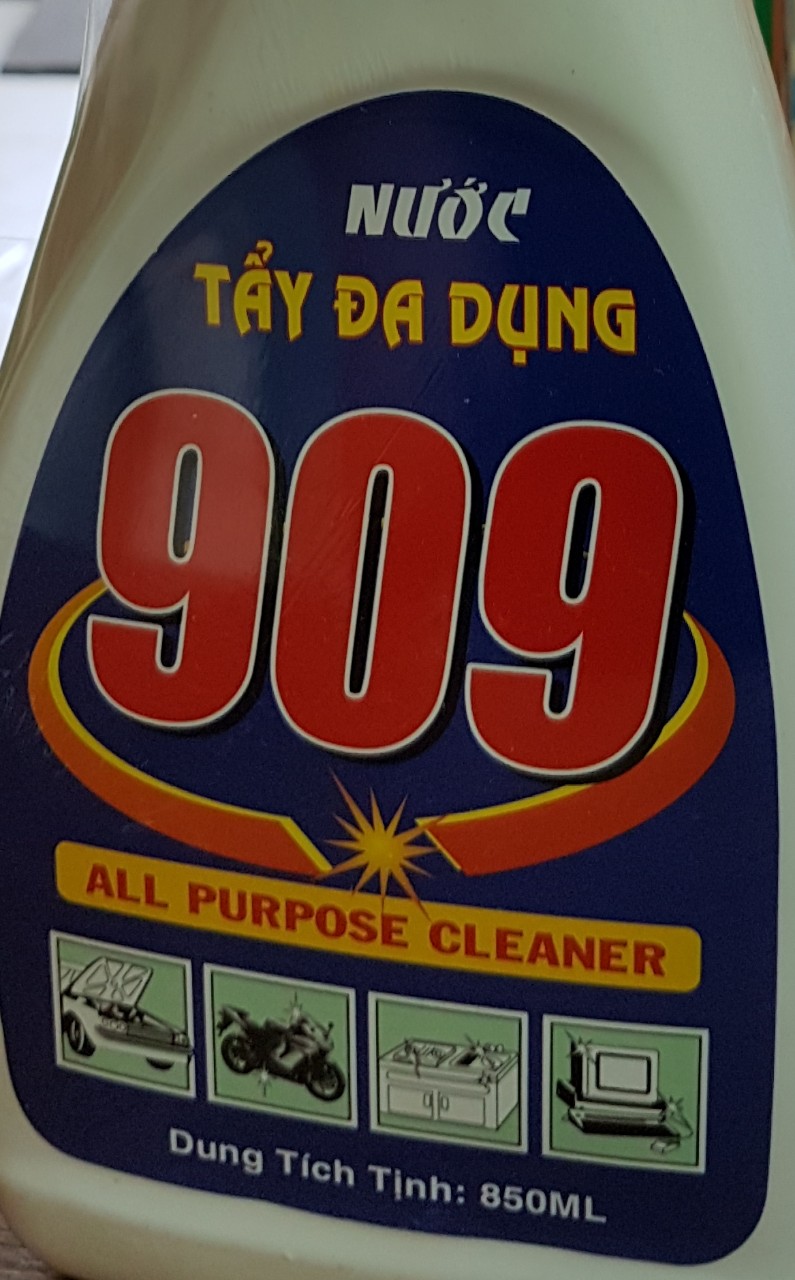 NƯỚC
TẨY ĐA DỤNG
909
ALL PURPOSE CLEANER
Dung Tích Tịnh: 850ML